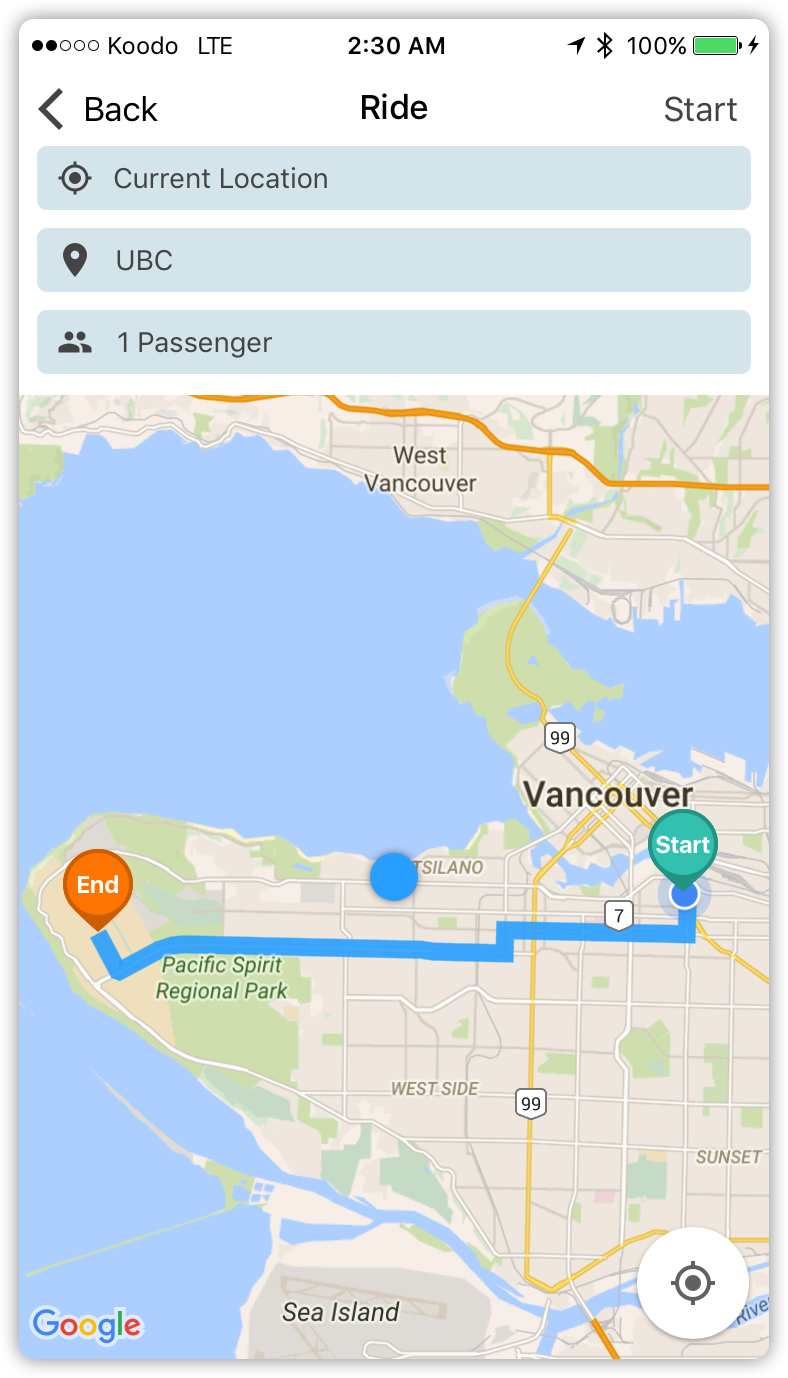 Koodo LTE 2:30 AM 100%
Back Ride Start
Current Location
UBC
1 Passenger
West
Vancouver
99
Vancouver
Start
TSILANO
End
7
Pacific Spirit
Regional Park
WEST SIDE
99
SUNSET
Sea Island
River
Google